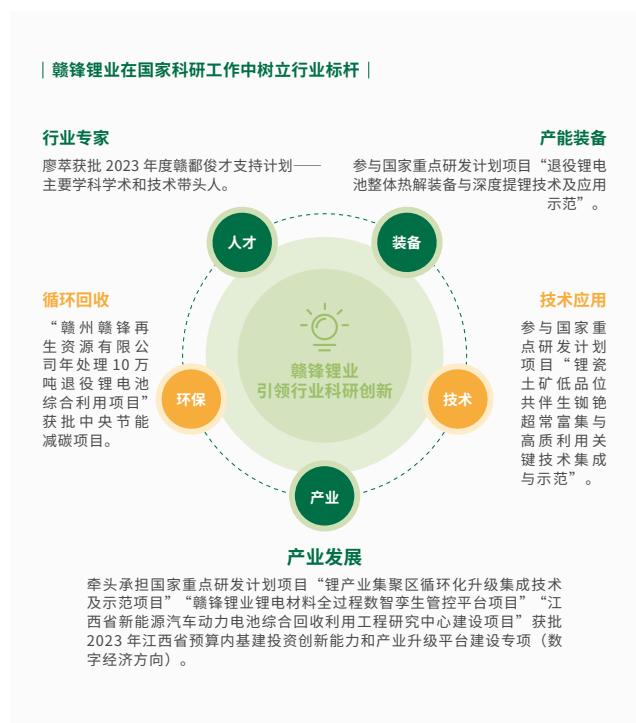 赣锋锂业在国家科研工作中树立行业标杆
行业专家
廖萃获批 2023 年度赣鄱俊才支持计划——
主要学科学术和技术带头人。
产能装备
参与国家重点研发计划项目“退役锂电
池整体热解装备与深度提锂技术及应用
示范”。
人才
装备
循环回收
“赣州赣锋再
生资源有限公
司年处理 10 万
吨退役锂电池
综合利用项目”
获批中央节能
减碳项目。
环保
赣锋锂业
引领行业科研创新
技术
技术应用
参与国家重
点研发计划
项目“锂瓷
土矿低品位
共伴生铷铯
超常富集与
高质利用关
键技术集成
与示范”。
产业
产业发展
牵头承担国家重点研发计划项目“锂产业集聚区循环化升级集成技术
及示范项目”“赣锋锂业锂电材料全过程数智孪生管控平台项目”“江
西省新能源汽车动力电池综合回收利用工程研究中心建设项目”获批
2023 年江西省预算内基建投资创新能力和产业升级平台建设专项（数
字经济方向）。